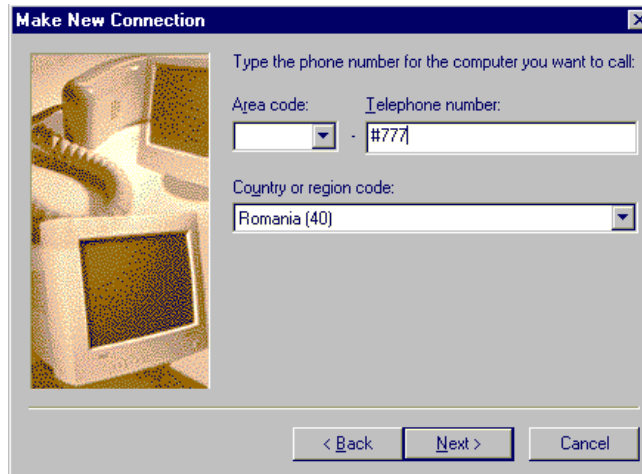 Make New Connection
Type the phone number for the computer you want to call:
Area code: Telephone number:
- #777
Country or region code:
Romania (40)
< Back Next > Cancel